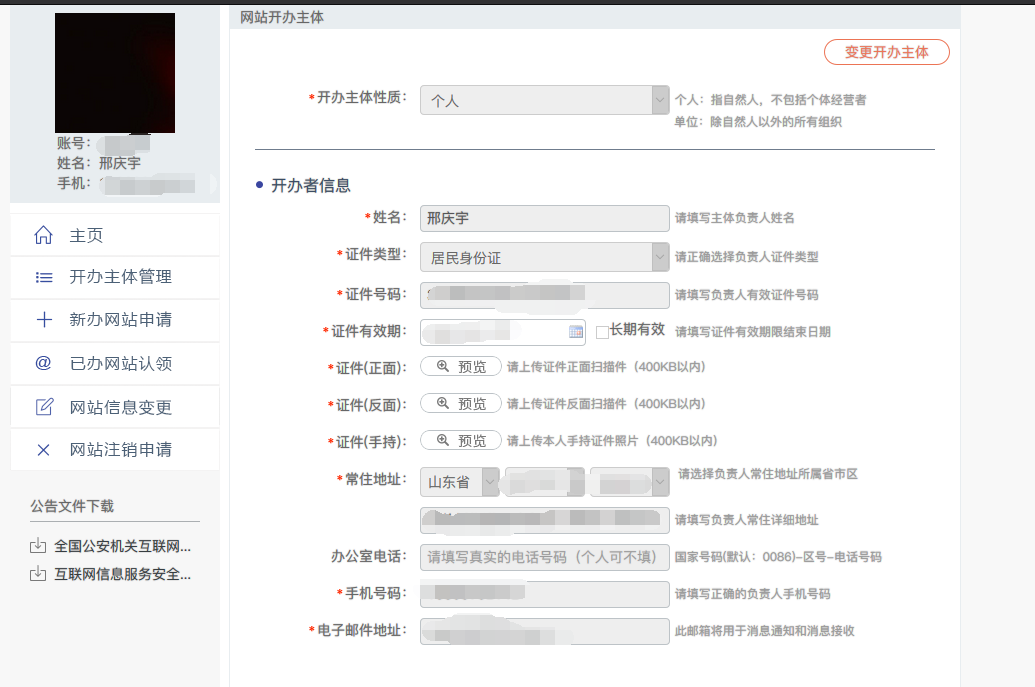 网站开办主体
变更开办主体
账号：
姓名：邢庆宇
手机：
主页
开办主体管理
新办网站申请
已办网站认领
网站信息变更
网站注销申请
公告文件下载
全国公安机关互联网...
互联网信息服务安全...
*开办主体性质： 个人 个人：指自然人，不包括个体经营者
单位：除自然人以外的所有组织
开办者信息
*姓名： 邢庆宇 请填写主体负责人姓名
*证件类型： 居民身份证 请正确选择负责人证件类型
*证件号码： 请填写负责人有效证件号码
*证件有效期： 长期有效 请填写证件有效期限结束日期
*证件(正面)： 预览 请上传证件正面扫描件（400KB以内）
*证件(反面)： 预览 请上传证件反面扫描件（400KB以内）
*证件(手持)： 预览 请上传本人手持证件照片（400KB以内）
*常住地址： 山东省 请选择负责人常住地址所属省市区
请填写负责人常住详细地址
办公室电话： 请填写真实的电话号码（个人可不填） 国家号码(默认：0086)-区号-电话号码
*手机号码： 请填写正确的负责人手机号码
*电子邮件地址： 此邮箱将用于消息通知和消息接收